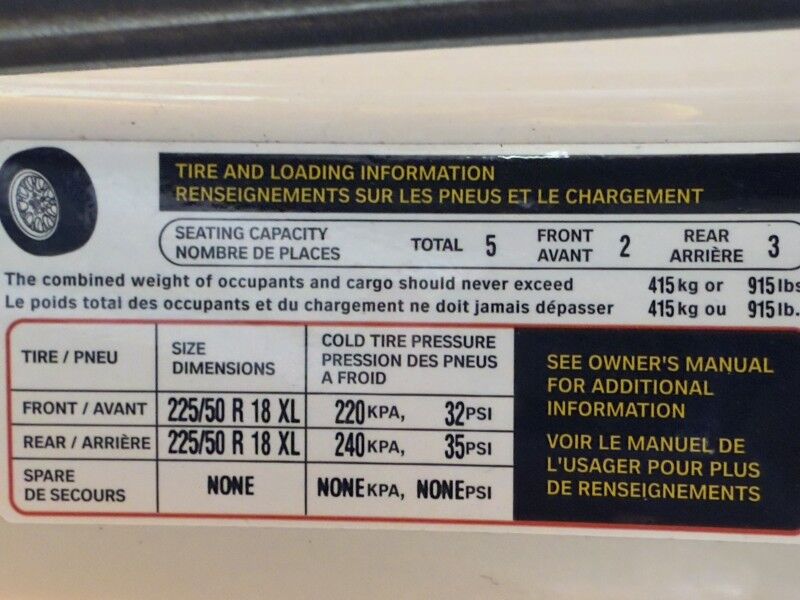 TIRE AND LOADING INFORMATION
RENSEIGNEMENTS SUR LES PNEUS ET LE CHARGEMENT
SEATING CAPACITY
NOMBRE DE PLACES
TOTAL 5
FRONT
AVANT
2
REAR
ARRIÈRE
3
The combined weight of occupants and cargo should never exceed 415 kg or 915 lbs
Le poids total des occupants et du chargement ne doit jamais dépasser 415 kg ou 915 lb.
TIRE / PNEU
SIZE
DIMENSIONS
COLD TIRE PRESSURE
PRESSION DES PNEUS
A FROID
FRONT / AVANT 225/50 R 18 XL 220 KPA, 32 PSI
REAR / ARRIÈRE 225/50 R 18 XL 240 KPA, 35 PSI
SPARE
DE SECOURS
NONE NONE KPA, NONE PSI
SEE OWNER'S MANUAL
FOR ADDITIONAL
INFORMATION
VOIR LE MANUEL DE
L'USAGER POUR PLUS
DE RENSEIGNEMENTS